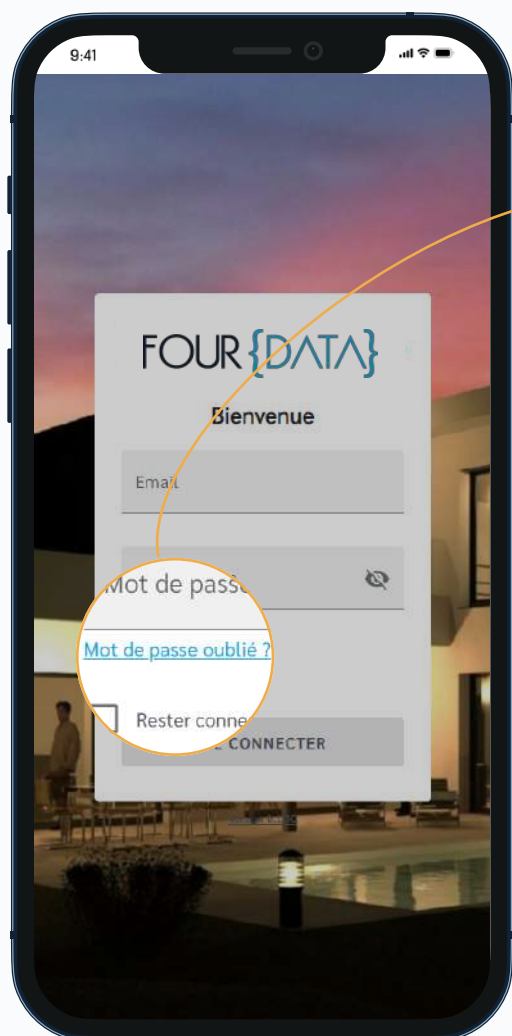 9:41
FOUR {DATA}
Bienvenue
Email
Mot de passe
Mot de passe oublié ?
Rester conne
E CONNECTER